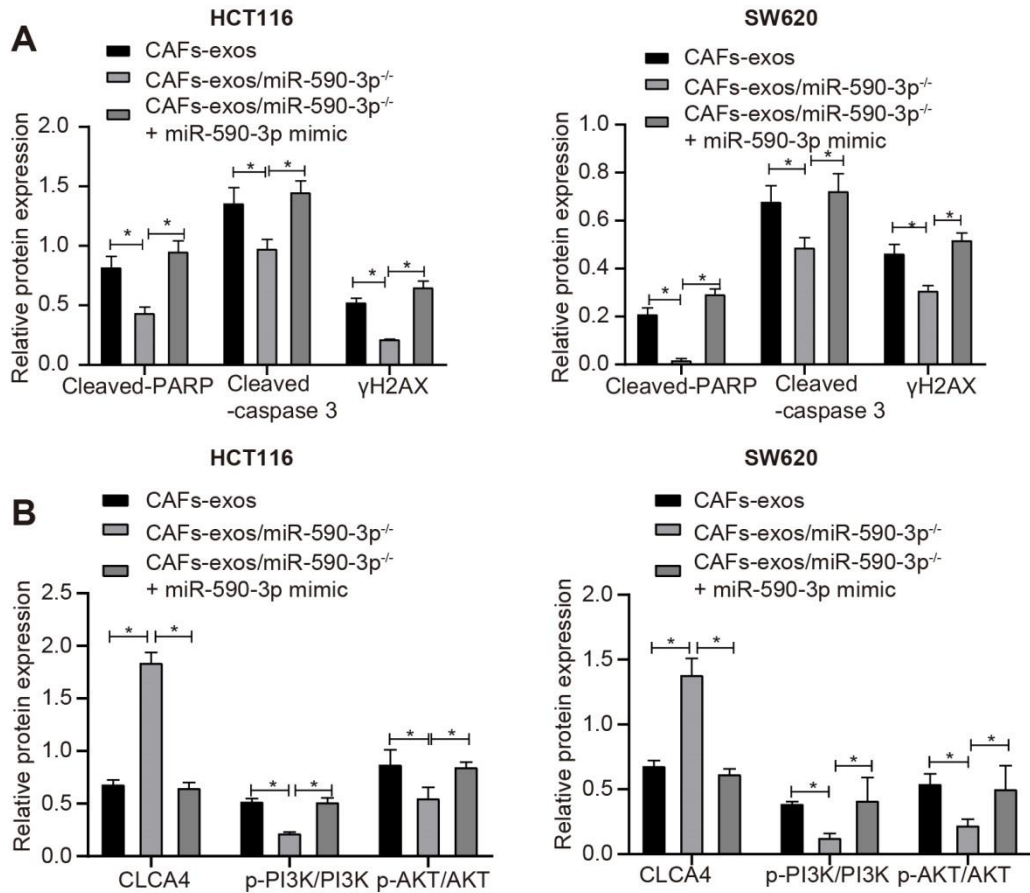 A
HCT116
CAFs-exos
CAFs-exos/miR-590-3p-/-
CAFs-exos/miR-590-3p-/-
+ miR-590-3p mimic
Relative protein expression
2.0
1.5
1.0
0.5
0.0
* * * * * *
Cleaved-PARP
Cleaved
-caspase 3
γH2AX
SW620
CAFs-exos
CAFs-exos/miR-590-3p-/-
CAFs-exos/miR-590-3p-/-
+ miR-590-3p mimic
Relative protein expression
1.0
0.8
0.6
0.4
0.2
0.0
* * * * * *
Cleaved-PARP
Cleaved
-caspase 3
γH2AX
B
HCT116
CAFs-exos
CAFs-exos/miR-590-3p-/-
CAFs-exos/miR-590-3p-/-
+ miR-590-3p mimic
Relative protein expression
2.5
2.0
1.5
1.0
0.5
0.0
* * * * * *
CLCA4
p-PI3K/PI3K
p-AKT/AKT
SW620
CAFs-exos
CAFs-exos/miR-590-3p-/-
CAFs-exos/miR-590-3p-/-
+ miR-590-3p mimic
Relative protein expression
2.0
1.5
1.0
0.5
0.0
* * * * * *
CLCA4
p-PI3K/PI3K
p-AKT/AKT